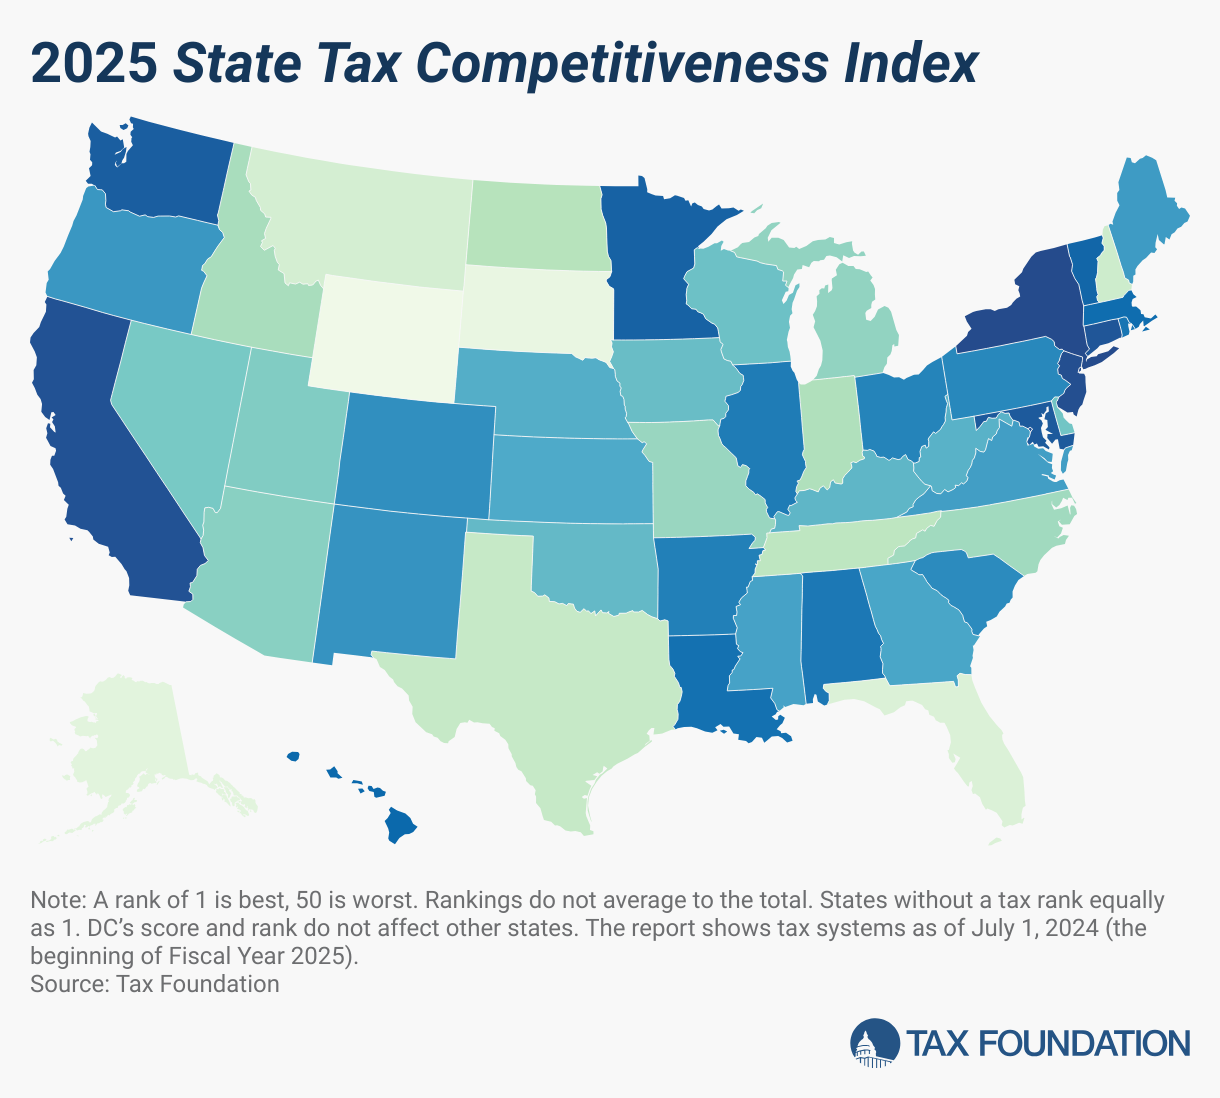 2025 State Tax Competitiveness Index
Note: A rank of 1 is best, 50 is worst. Rankings do not average to the total. States without a tax rank equally
as 1. DC’s score and rank do not affect other states. The report shows tax systems as of July 1, 2024 (the
beginning of Fiscal Year 2025).
Source: Tax Foundation
TAX FOUNDATION